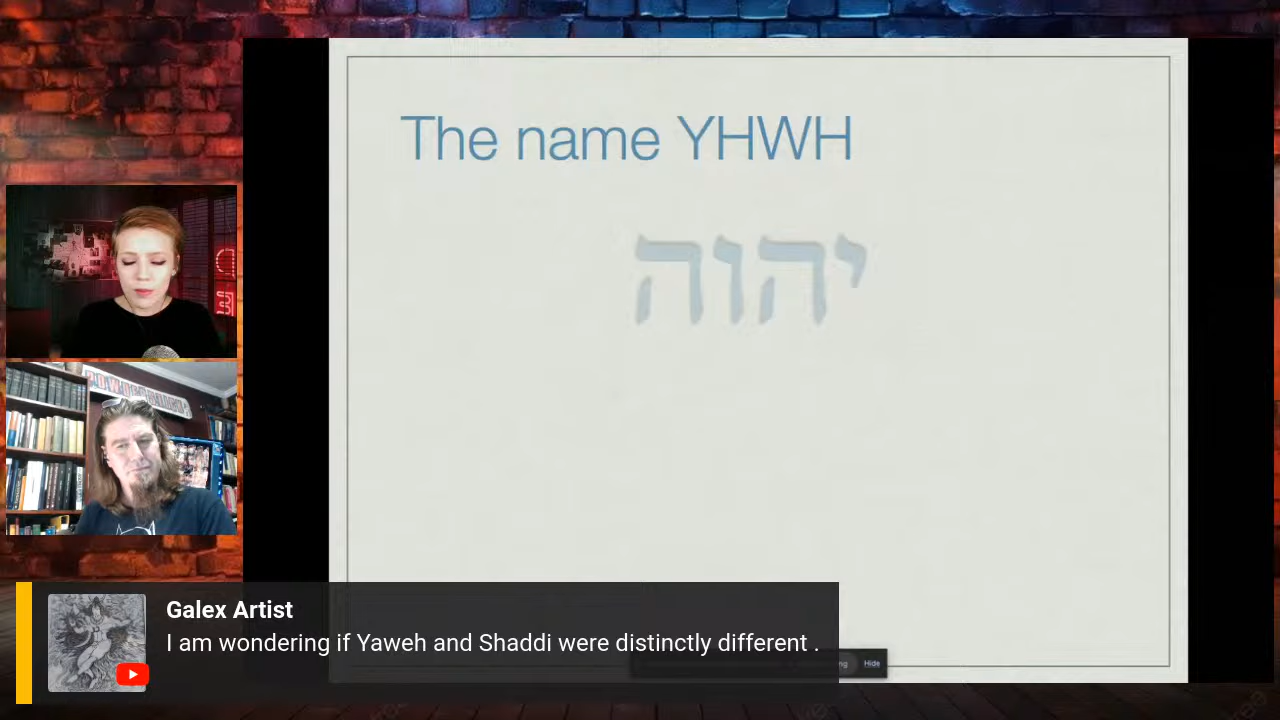 The name YHWH
יהוה
Galex Artist
I am wondering if Yaweh and Shaddi were distinctly different .
Hide